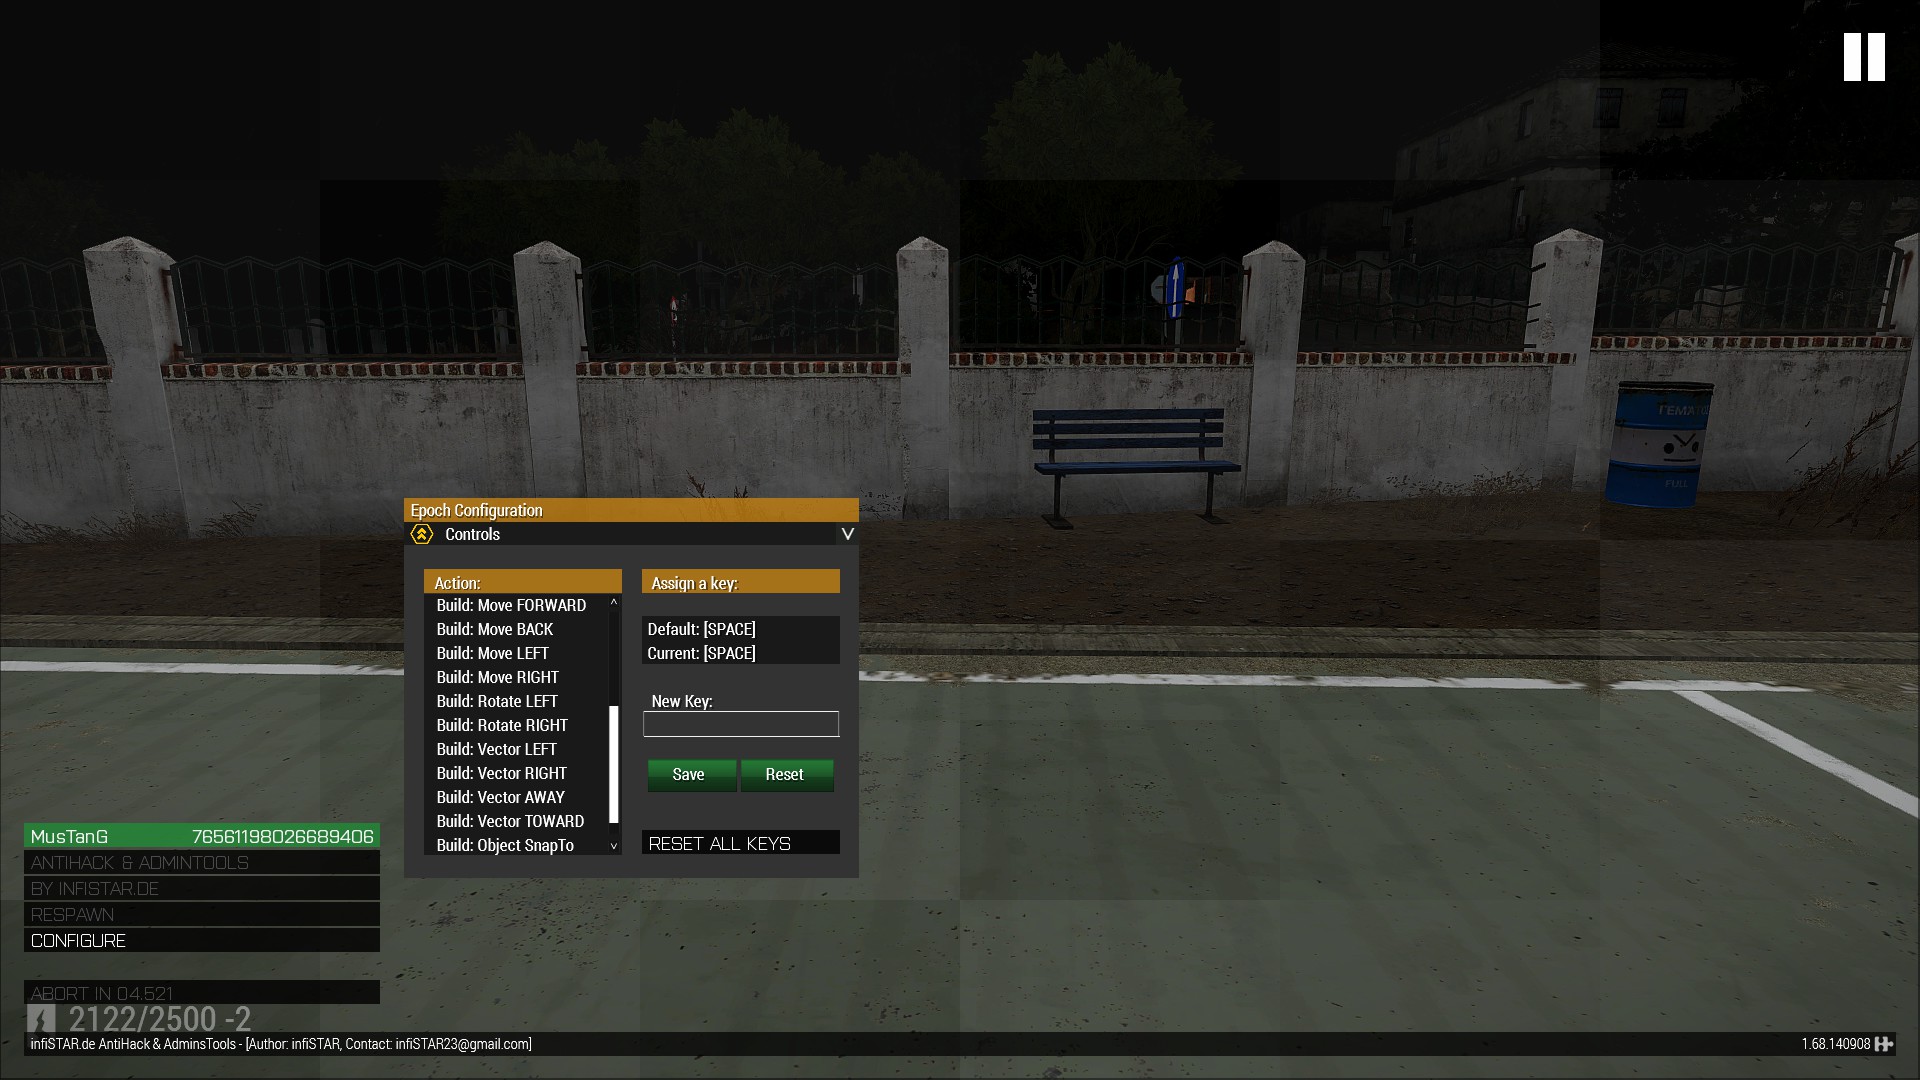 ΓEMATO
FULL
Epoch Configuration
Controls
V
Action:
Build: Move FORWARD
Build: Move BACK
Build: Move LEFT
Build: Move RIGHT
Build: Rotate LEFT
Build: Rotate RIGHT
Build: Vector LEFT
Build: Vector RIGHT
Build: Vector AWAY
Build: Vector TOWARD
Build: Object SnapTo
Assign a key:
Default: [SPACE]
Current: [SPACE]
New Key:
Save Reset
RESET ALL KEYS
MusTanG 76561198026689406
ANTIHACK & ADMINTOOLS
BY INFISTAR.DE
RESPAWN
CONFIGURE
ABORT IN 04.521
2122/2500 -2
infiSTAR.de AntiHack & AdminsTools - [Author: infiSTAR, Contact: infiSTAR23@gmail.com]
1.68.140908